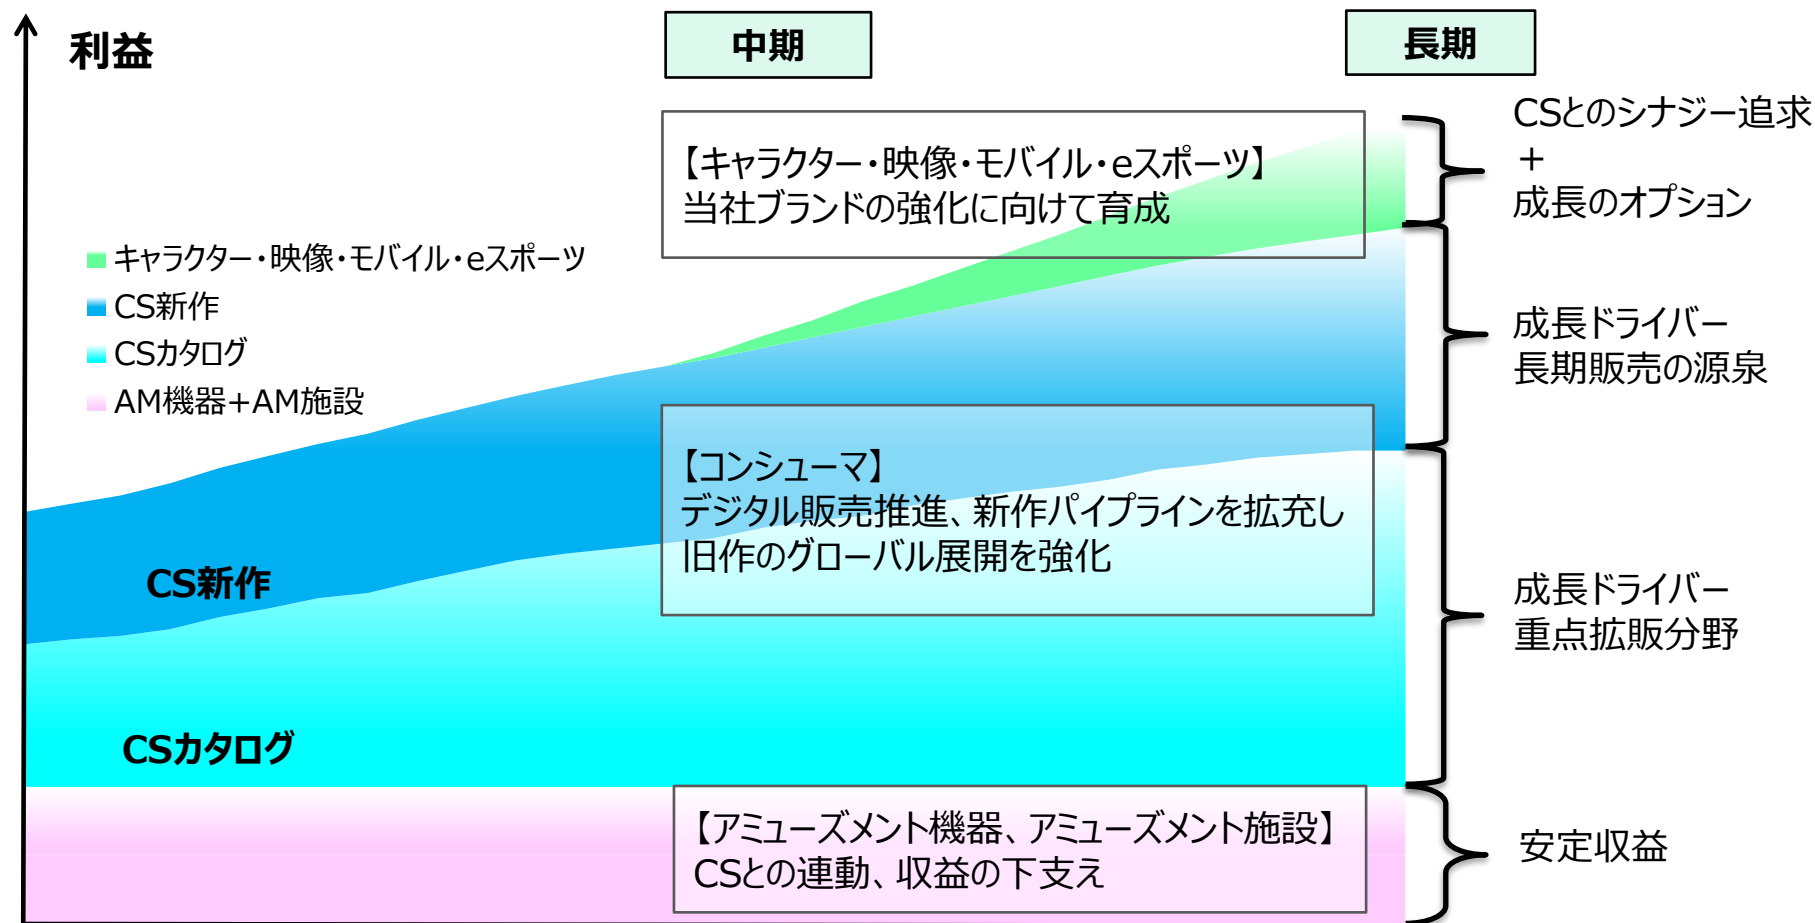 利益
中期
長期
【キャラクター・映像・モバイル・eスポーツ】
当社ブランドの強化に向けて育成
CSとのシナジー追求
+
成長のオプション
キャラクター・映像・モバイル・eスポーツ
CS新作
CSカタログ
AM機器+AM施設
成長ドライバー
長期販売の源泉
【コンシューマ】
デジタル販売推進、新作パイプラインを拡充し
旧作のグローバル展開を強化
CS新作
成長ドライバー
重点拡販分野
CSカタログ
【アミューズメント機器、アミューズメント施設】
CSとの連動、収益の下支え
安定収益